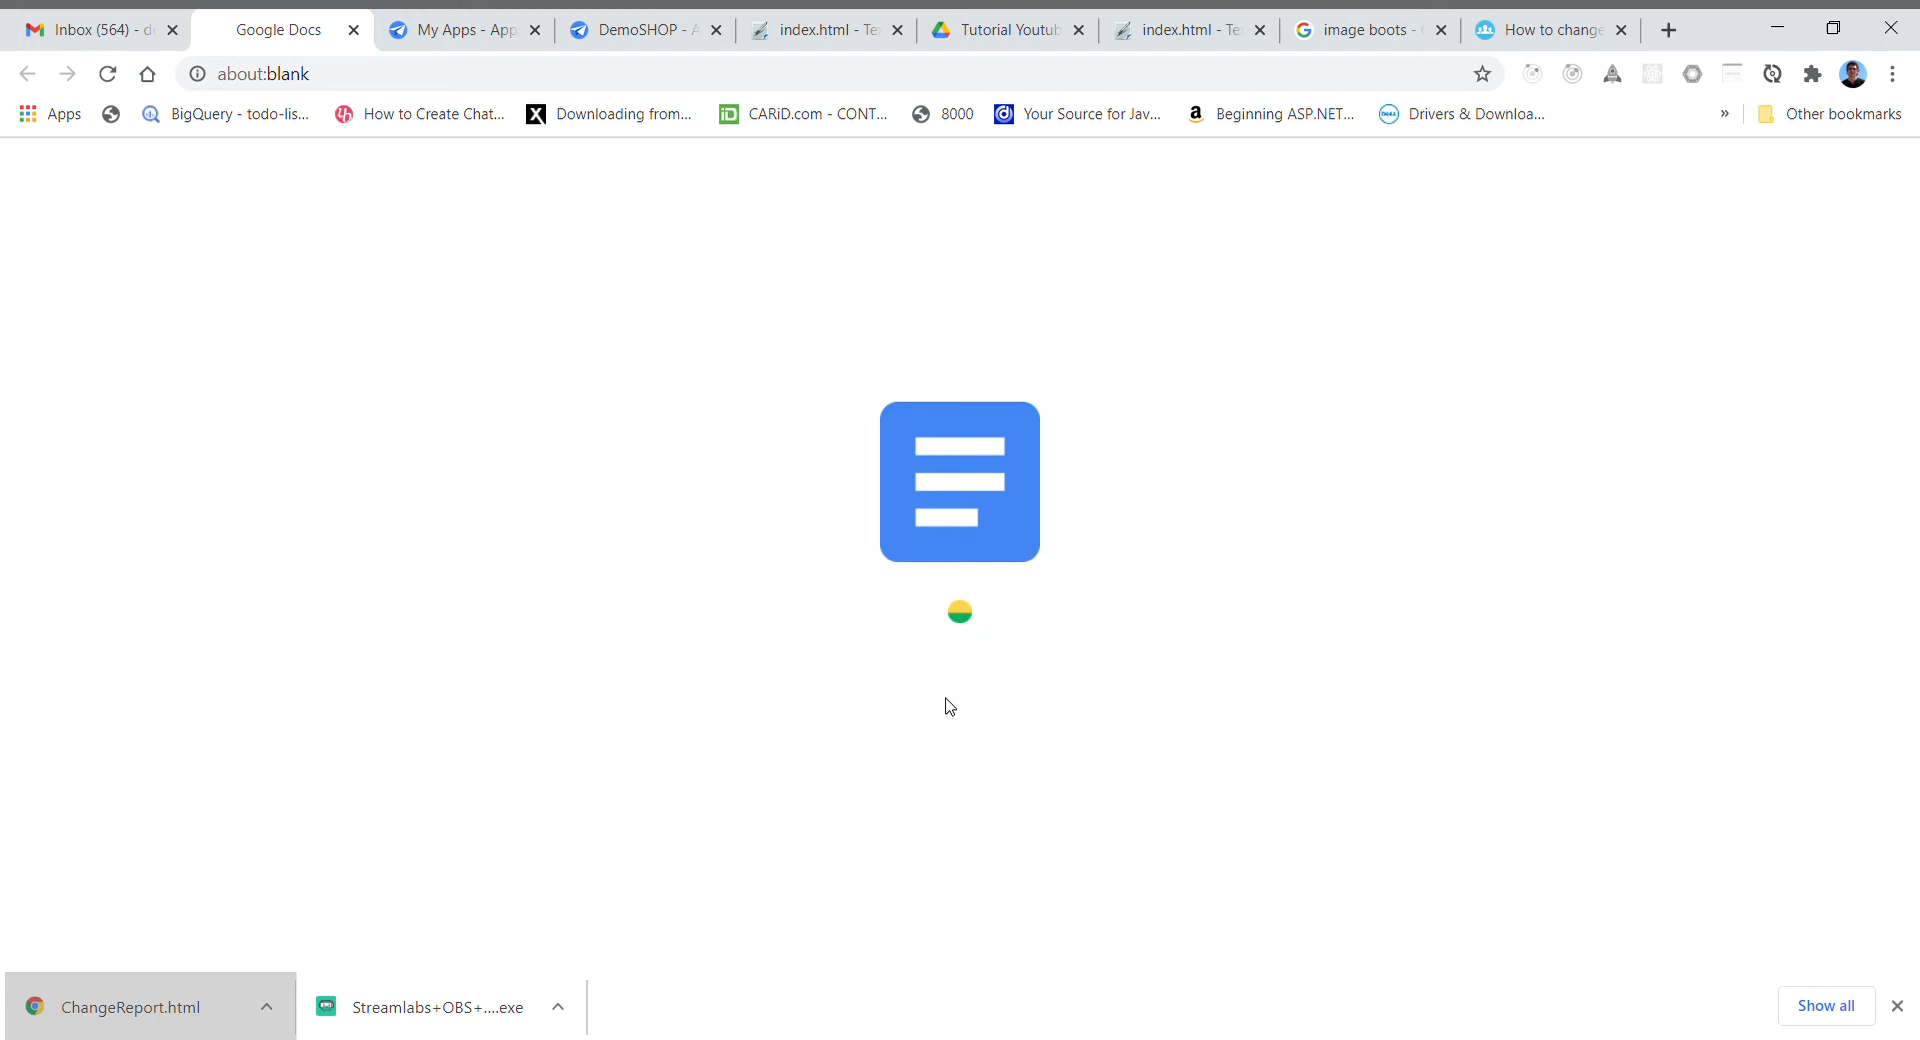 Inbox (564) - d
Google Docs
My Apps - App
DemoSHOP - A
index.html - Te
Tutorial Youtub
index.html - Te
image boots -
How to change
about:blank
Apps
BigQuery - todo-lis...
How to Create Chat...
Downloading from...
CARiD.com - CONT...
8000
Your Source for Jav...
Beginning ASP.NET...
Drivers & Downloa...
»
Other bookmarks
ChangeReport.html
Streamlabs+OBS+....exe
Show all